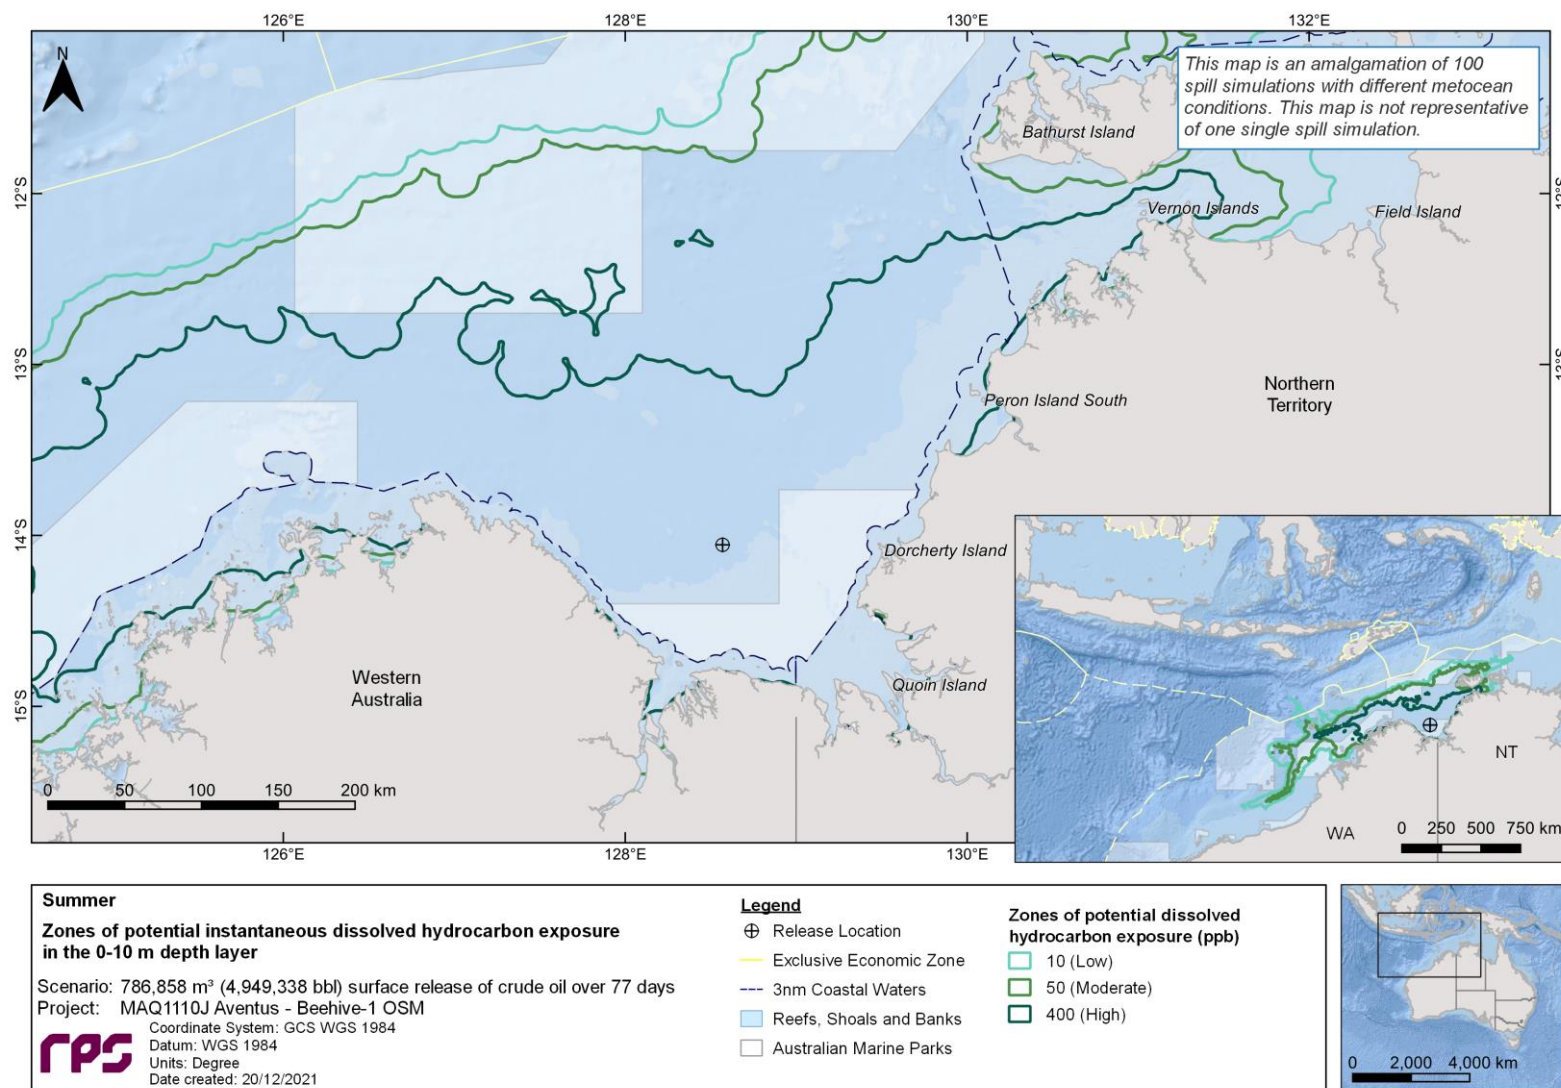 126°E
128°E
130°E
132°E
N
This map is an amalgamation of 100
spill simulations with different metocean
conditions. This map is not representative
of one single spill simulation.
Bathurst Island
12°S
12°S
Vernon Islands
Field Island
13°S
13°S
Peron Island South
Northern
Territory
14°S
Dorcherty Island
Western
Australia
Quoin Island
15°S
0 50 100 150 200 km
NT
WA
0 250 500 750 km
126°E
128°E
130°E
Summer
Zones of potential instantaneous dissolved hydrocarbon exposure
in the 0-10 m depth layer
Scenario: 786,858 m³ (4,949,338 bbl) surface release of crude oil over 77 days
Project: MAQ1110J Aventus - Beehive-1 OSM
rps
Coordinate System: GCS WGS 1984
Datum: WGS 1984
Units: Degree
Date created: 20/12/2021
Legend
Release Location
Exclusive Economic Zone
3nm Coastal Waters
Reefs, Shoals and Banks
Australian Marine Parks
Zones of potential dissolved
hydrocarbon exposure (ppb)
10 (Low)
50 (Moderate)
400 (High)
0 2,000 4,000 km